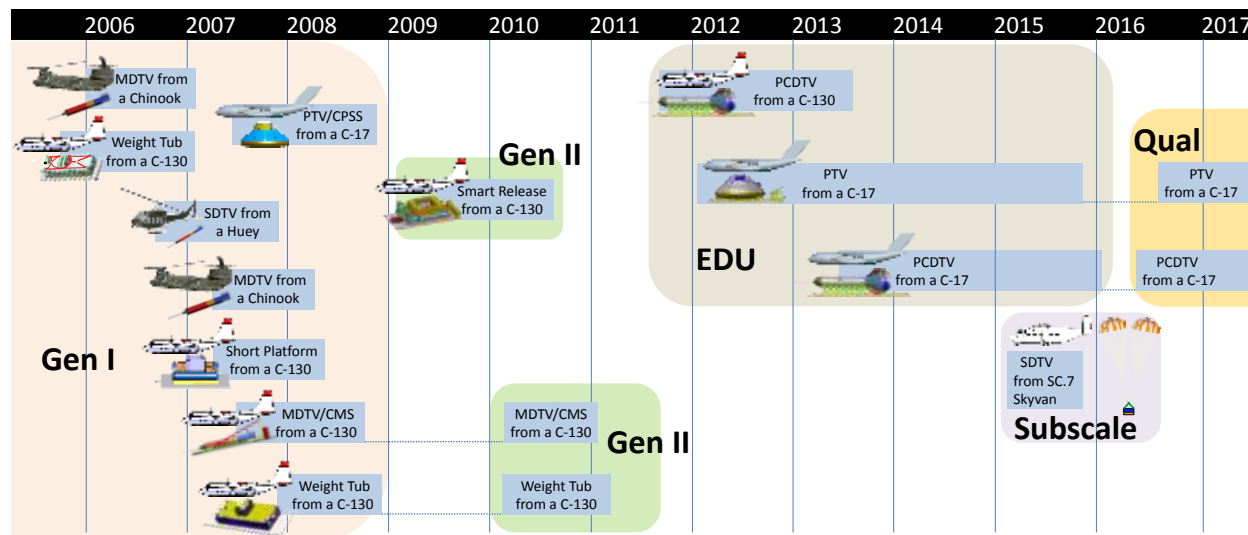 2006 2007 2008 2009 2010 2011 2012 2013 2014 2015 2016 2017
MDTV from
a Chinook
PTV/CPSS
from a C-17
Weight Tub
from a C-130
SDTV from
a Huey
MDTV from
a Chinook
Gen I
Short Platform
from a C-130
MDTV/CMS
from a C-130
Weight Tub
from a C-130
Gen II
Smart Release
from a C-130
MDTV/CMS
from a C-130
Gen II
Weight Tub
from a C-130
PCDTV
from a C-130
PTV
from a C-17
EDU
PCDTV
from a C-17
Qual
PTV
from a C-17
PCDTV
from a C-17
SDTV
from SC.7
Skyvan
Subscale